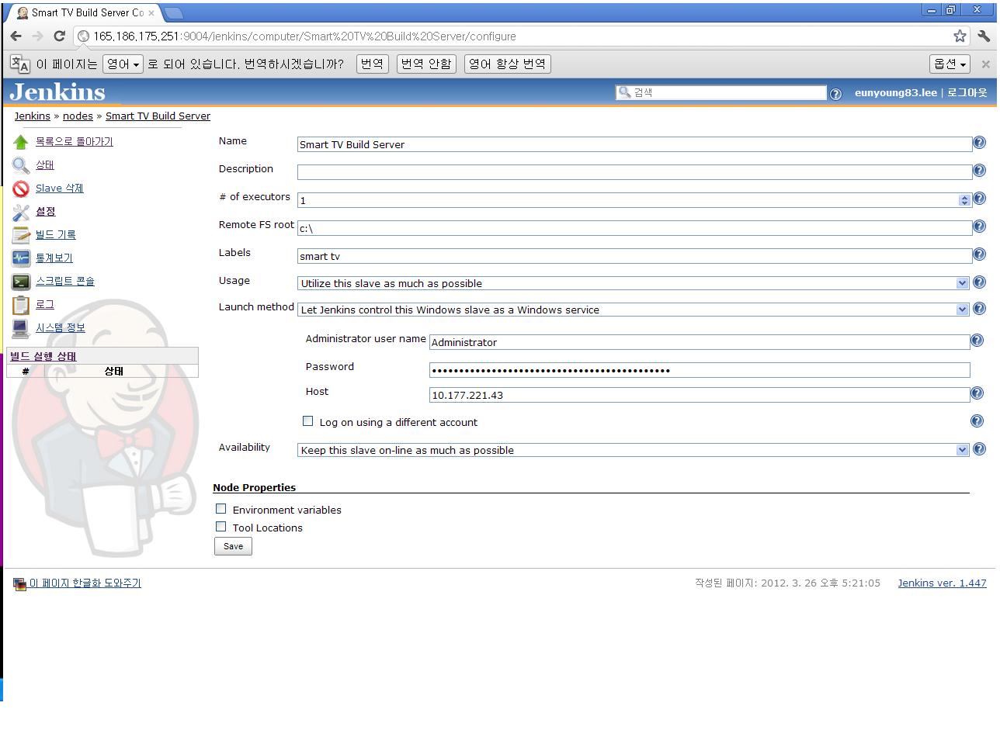 Smart TV Build Server Co
165.186.175.251:9004/jenkins/computer/Smart%20TV%20Build%20Server/configure
이 페이지는 영어 로 되어 있습니다. 번역하시겠습니까? 번역 번역 안함 영어 항상 번역 옵션
Jenkins 검색 eunyoung83.lee | 로그아웃
Jenkins » nodes » Smart TV Build Server
목록으로 돌아가기
상태
Slave 삭제
설정
빌드 기록
통계보기
스크립트 콘솔
로그
시스템 정보
빌드 실행 상태
# 상태
Name Smart TV Build Server
Description
# of executors 1
Remote FS root c:\
Labels smart tv
Usage Utilize this slave as much as possible
Launch method Let Jenkins control this Windows slave as a Windows service
Administrator user name Administrator
Password ••••••••••••••••••••••••••••••••••••••••••••
Host 10.177.221.43
Log on using a different account
Availability Keep this slave on-line as much as possible
Node Properties
Environment variables
Tool Locations
Save
이 페이지 한글화 도와주기 작성된 페이지: 2012. 3. 26 오후 5:21:05 Jenkins ver. 1.447